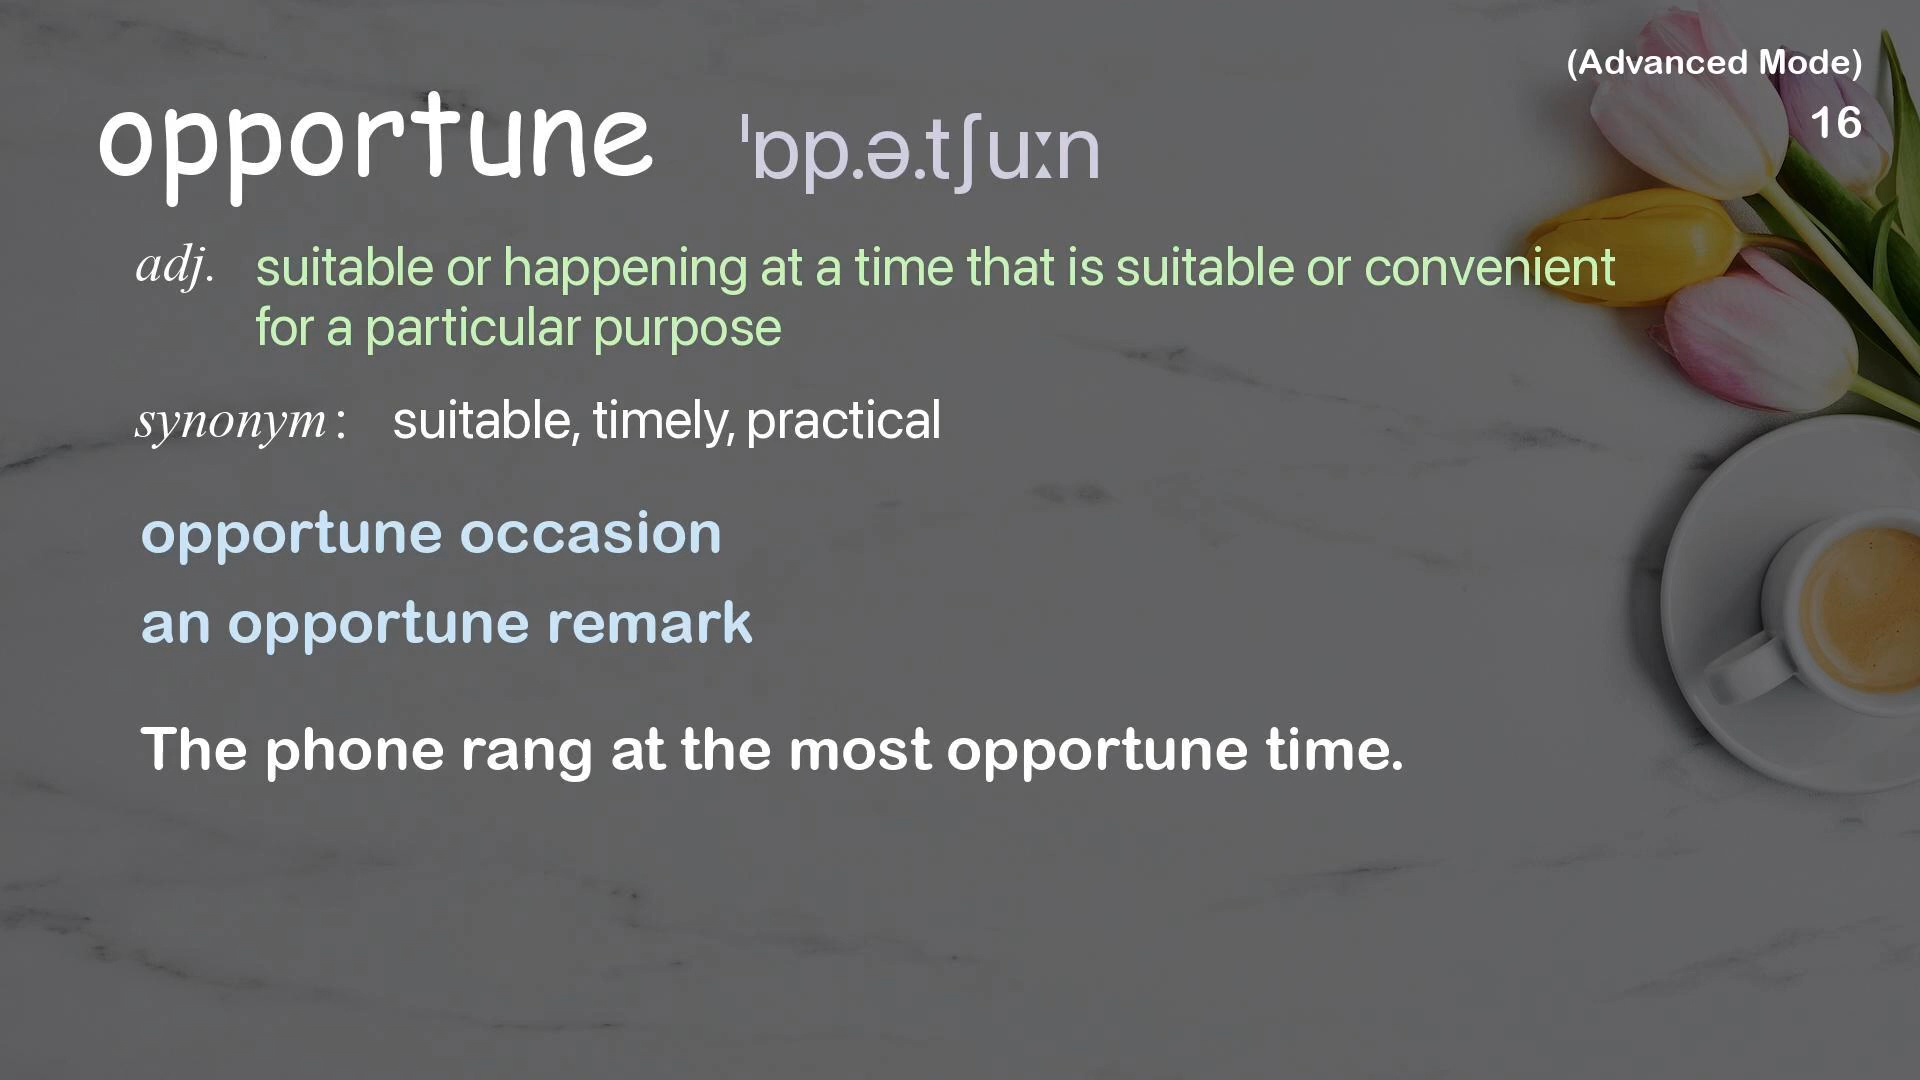 (Advanced Mode)
16
opportune ˈɒp.ə.tʃuːn
adj. suitable or happening at a time that is suitable or convenient
for a particular purpose
synonym: suitable, timely, practical
opportune occasion
an opportune remark
The phone rang at the most opportune time.